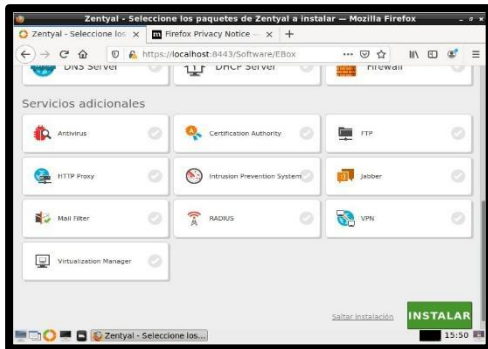 Zentyal - Seleccione los paquetes de Zentyal a instalar — Mozilla Firefox
Zentyal - Seleccione los
Firefox Privacy Notice —
https://localhost:8443/Software/EBox
DNS Server
DHCP Server
Firewall
Servicios adicionales
Antivirus
Certification Authority
FTP
HTTP Proxy
Intrusion Prevention System
Jabber
Mail Filter
RADIUS
VPN
Virtualization Manager
Saltar instalación
INSTALAR
Zentyal - Seleccione los...
15:50